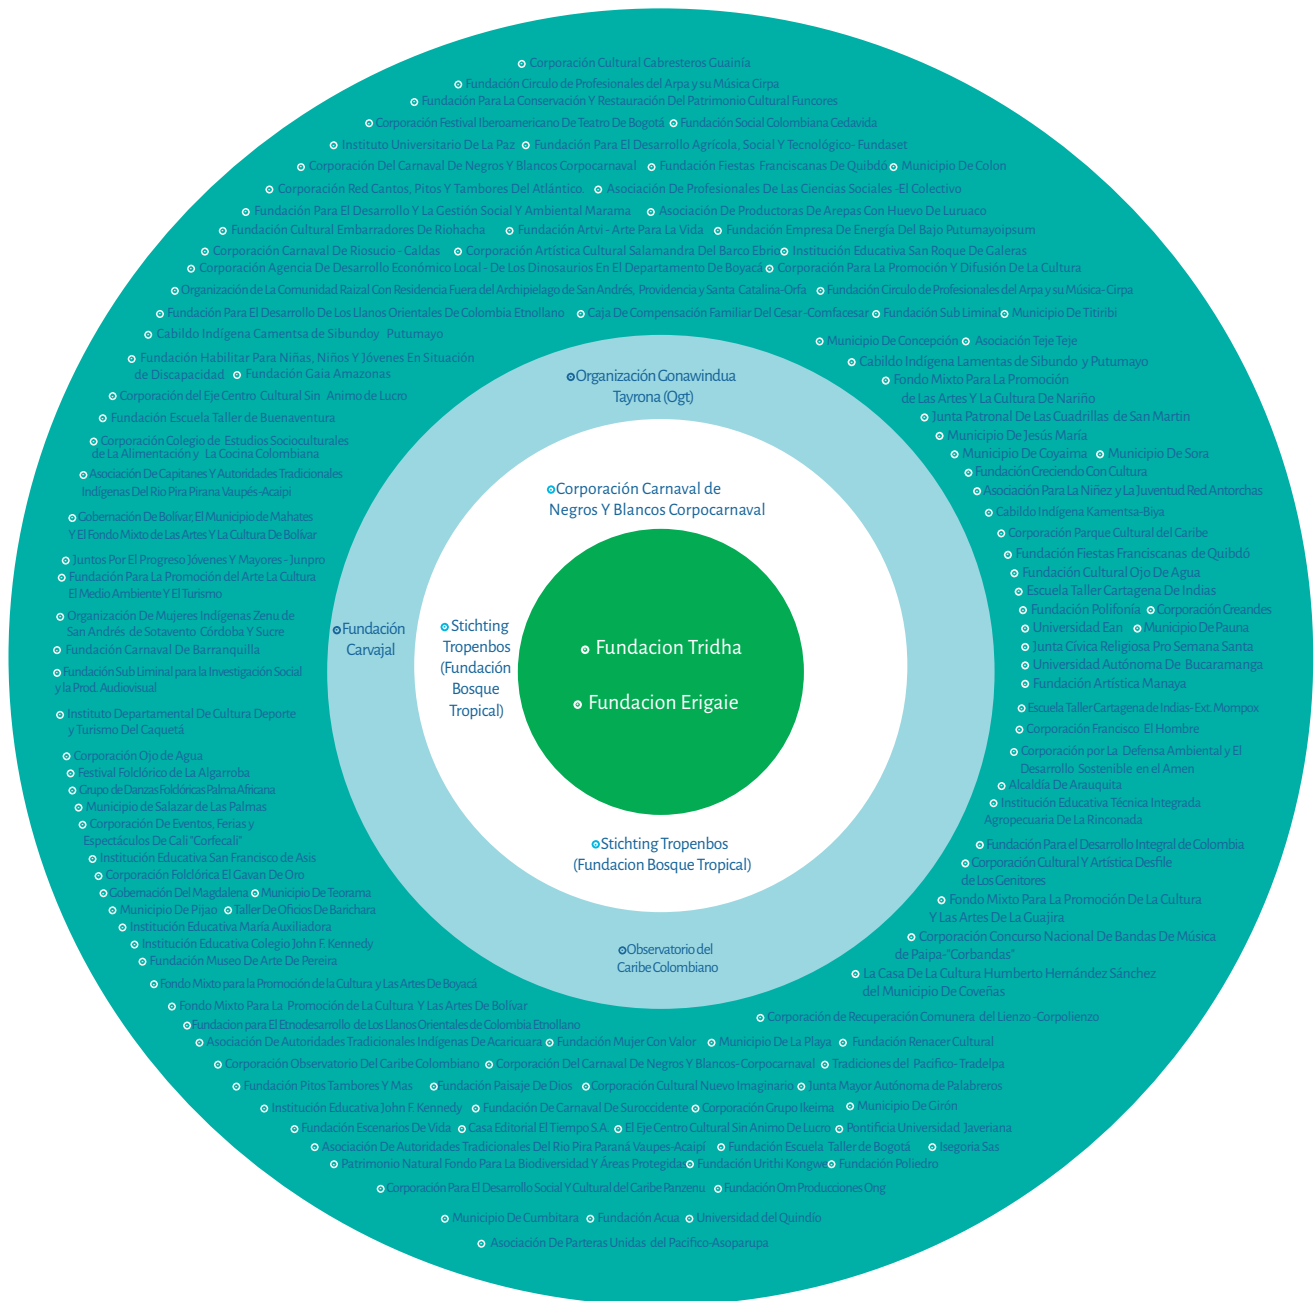 Corporación Cultural Cabresteros Guainía
Fundación Circulo de Profesionales del Arpa y su Música Cirpa
Fundación Para La Conservación Y Restauración Del Patrimonio Cultural Funcores
Corporación Festival Iberoamericano De Teatro De Bogotá Fundación Social Colombiana Cedavida
Instituto Universitario De La Paz Fundación Para El Desarrollo Agrícola, Social Y Tecnológico- Fundaset
Corporación Del Carnaval De Negros Y Blancos Corpocarnaval Fundación Fiestas Franciscanas De Quibdó Municipio De Colon
Corporación Red Cantos, Pitos Y Tambores Del Atlántico. Asociación De Profesionales De Las Ciencias Sociales -El Colectivo
Fundación Para El Desarrollo Y La Gestión Social Y Ambiental Marama Asociación De Productoras De Arepas Con Huevo De Luruaco
Fundación Cultural Embarradores De Riohacha Fundación Artvi - Arte Para La Vida Fundación Empresa De Energía Del Bajo Putumayoipsum
Corporación Carnaval De Riosucio - Caldas Corporación Artística Cultural Salamandra Del Barco Ebrio Institución Educativa San Roque De Galeras
Corporación Agencia De Desarrollo Económico Local - De Los Dinosaurios En El Departamento De Boyacá Corporación Para La Promoción Y Difusión De La Cultura
Organización de La Comunidad Raizal Con Residencia Fuera del Archipielago de San Andrés, Providencia y Santa Catalina-Orfa Fundación Circulo de Profesionales del Arpa y su Música- Cirpa
Fundación Para El Desarrollo De Los Llanos Orientales De Colombia Etnollano Caja De Compensación Familiar Del Cesar -Comfacesar Fundación Sub Liminal Municipio De Titiribi
Cabildo Indígena Camentsa de Sibundoy Putumayo
Fundación Habilitar Para Niñas, Niños Y Jóvenes En Situación
de Discapacidad Fundación Gaia Amazonas
Corporación del Eje Centro Cultural Sin Animo de Lucro
Fundación Escuela Taller de Buenaventura
Corporación Colegio de Estudios Socioculturales
de La Alimentación y La Cocina Colombiana
Asociación De Capitanes Y Autoridades Tradicionales
Indígenas Del Rio Pira Pirana Vaupés-Acaipi
Gobernación De Bolívar, El Municipio de Mahates
Y El Fondo Mixto de Las Artes Y La Cultura De Bolívar
Juntos Por El Progreso Jóvenes Y Mayores - Junpro
Fundación Para La Promoción del Arte La Cultura
El Medio Ambiente Y El Turismo
Organización De Mujeres Indígenas Zenu de
San Andrés de Sotavento Córdoba Y Sucre
Fundación Carnaval De Barranquilla
Fundación Sub Liminal para la Investigación Social
y la Prod. Audiovisual
Instituto Departamental De Cultura Deporte
y Turismo Del Caquetá
Corporación Ojo de Agua
Festival Folclórico de La Algarroba
Grupo de Danzas Folclóricas Palma Africana
Municipio de Salazar de Las Palmas
Corporación De Eventos, Ferias y
Espectáculos De Cali "Corfecali"
Institución Educativa San Francisco de Asis
Corporación Folclórica El Gavan De Oro
Gobernación Del Magdalena Municipio De Teorama
Municipio De Pijao Taller De Oficios De Barichara
Institución Educativa María Auxiliadora
Institución Educativa Colegio John F. Kennedy
Fundación Museo De Arte De Pereira
Fondo Mixto para la Promoción de la Cultura y Las Artes De Boyacá
Fondo Mixto Para La Promoción de La Cultura Y Las Artes De Bolívar
Fundacion para El Etnodesarrollo de Los Llanos Orientales de Colombia Etnollano
Organización Gonawindua
Tayrona (Ogt)
Corporación Carnaval de
Negros Y Blancos Corpocarnaval
Fundación
Carvajal
Stichting
Tropenbos
(Fundación
Bosque
Tropical)
Fundacion Tridha
Fundacion Erigaie
Stichting Tropenbos
(Fundacion Bosque Tropical)
Observatorio del
Caribe Colombiano
Municipio De Concepción Asociación Teje Teje
Cabildo Indígena Lamentas de Sibundo y Putumayo
Fondo Mixto Para La Promoción
de Las Artes Y La Cultura De Nariño
Junta Patronal De Las Cuadrillas de San Martin
Municipio De Jesús María
Municipio De Coyaima Municipio De Sora
Fundación Creciendo Con Cultura
Asociación Para La Niñez y La Juventud Red Antorchas
Cabildo Indígena Kamentsa-Biya
Corporación Parque Cultural del Caribe
Fundación Fiestas Franciscanas de Quibdó
Fundación Cultural Ojo De Agua
Escuela Taller Cartagena De Indias
Fundación Polifonía Corporación Creandes
Universidad Ean Municipio De Pauna
Junta Cívica Religiosa Pro Semana Santa
Universidad Autónoma De Bucaramanga
Fundación Artística Manaya
Escuela Taller Cartagena de Indias-Ext. Mompox
Corporación Francisco El Hombre
Corporación por La Defensa Ambiental y El
Desarrollo Sostenible en el Amen
Alcaldía De Arauquita
Institución Educativa Técnica Integrada
Agropecuaria De La Rinconada
Fundación Para el Desarrollo Integral de Colombia
Corporación Cultural Y Artística Desfile
de Los Genitores
Fondo Mixto Para La Promoción De La Cultura
Y Las Artes De La Guajira
Corporación Concurso Nacional De Bandas De Música
de Paipa-"Corbandas"
La Casa De La Cultura Humberto Hernández Sánchez
del Municipio De Coveñas
Corporación de Recuperación Comunera del Lienzo -Corpolienzo
Asociación De Autoridades Tradicionales Indígenas De Acaricuara Fundación Mujer Con Valor Municipio De La Playa Fundación Renacer Cultural
Corporación Observatorio Del Caribe Colombiano Corporación Del Carnaval De Negros Y Blancos- Corpocarnaval Tradiciones del Pacifico- Tradelpa
Fundación Pitos Tambores Y Mas Fundación Paisaje De Dios Corporación Cultural Nuevo Imaginario Junta Mayor Autónoma de Palabreros
Institución Educativa John F. Kennedy Fundación De Carnaval De Suroccidente Corporación Grupo Ikeima Municipio De Girón
Fundación Escenarios De Vida Casa Editorial El Tiempo S.A. El Eje Centro Cultural Sin Animo De Lucro Pontificia Universidad Javeriana
Asociación De Autoridades Tradicionales Del Rio Pira Paraná Vaupes-Acaipí Fundación Escuela Taller de Bogotá Isegoria Sas
Patrimonio Natural Fondo Para La Biodiversidad Y Áreas Protegidas Fundación Urithi Kongwe Fundación Poliedro
Corporación Para El Desarrollo Social Y Cultural del Caribe Panzenu Fundación Om Producciones Ong
Municipio De Cumbitara Fundación Acua Universidad del Quindío
Asociación De Parteras Unidas del Pacifico-Asoparupa